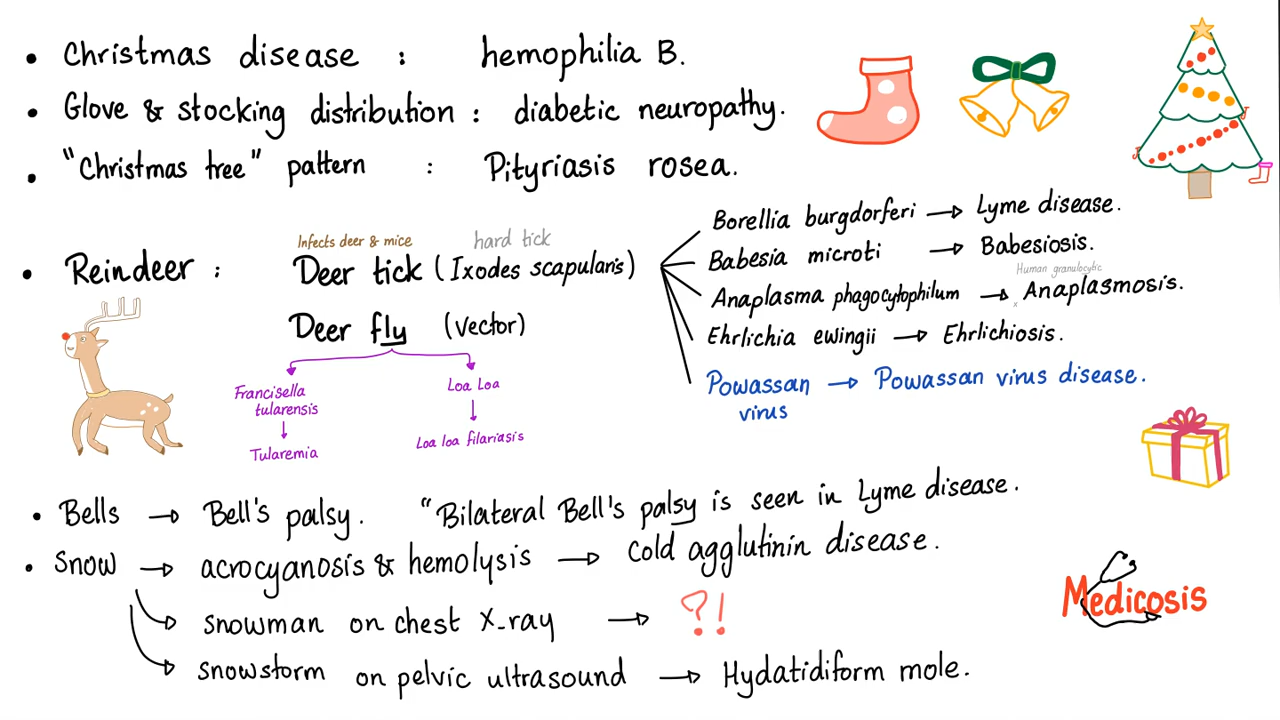 • Christmas disease : hemophilia B.
• Glove & stocking distribution : diabetic neuropathy.
• "Christmas tree" pattern : Pityriasis rosea.
Infects deer & mice hard tick
• Reindeer : Deer tick (Ixodes scapularis)
Borellia burgdorferi → Lyme disease.
Babesia microti → Babesiosis.
Human granulocytic
Anaplasma phagocytophilum → Anaplasmosis.
x
Ehrlichia ewingii → Ehrlichiosis.
Powassan virus → Powassan virus disease.
Deer fly (vector)
Francisella
tularensis
↓
Tularemia
Loa Loa
↓
Loa loa filariasis
• Bells → Bell's palsy. "Bilateral Bell's palsy is seen in Lyme disease.
• Snow → acrocyanosis & hemolysis → Cold agglutinin disease.
snowman on chest X-ray → ?!
snowstorm on pelvic ultrasound → Hydatidiform mole.
Medicosis